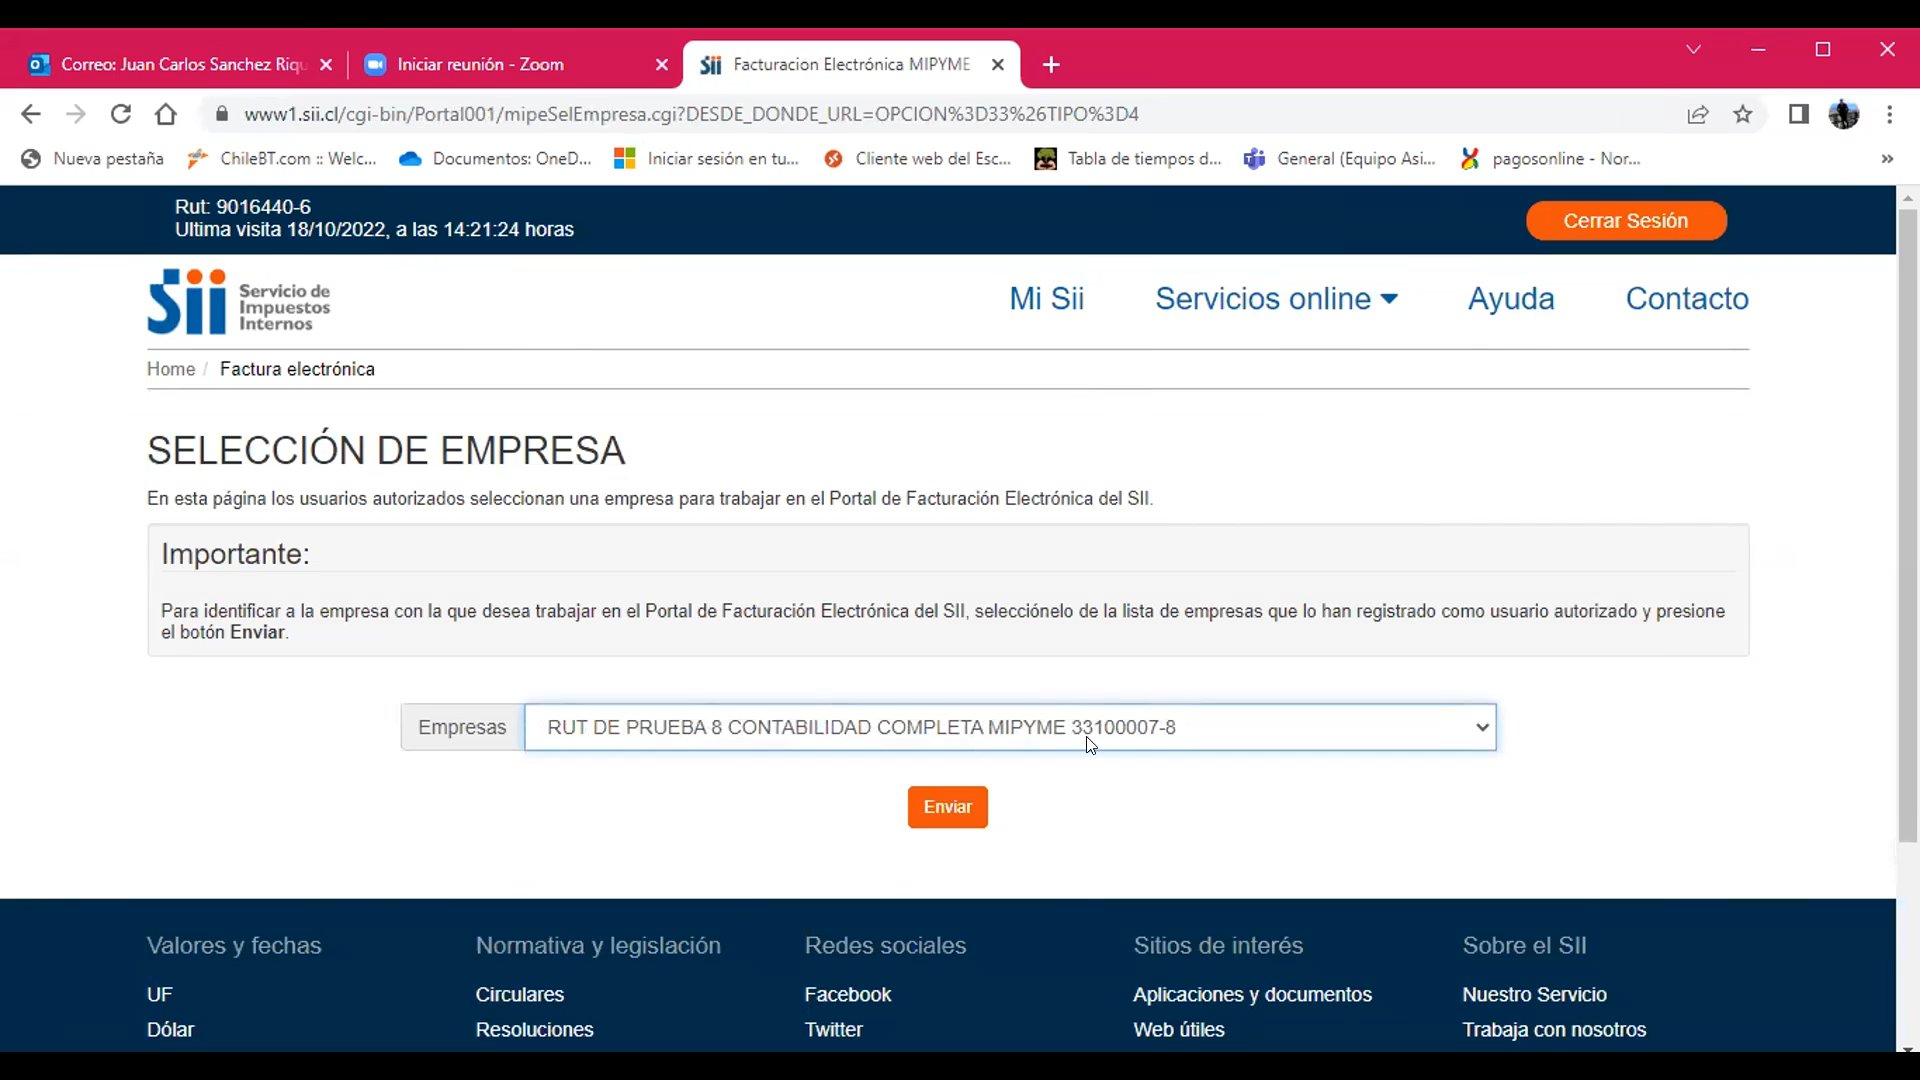 Correo: Juan Carlos Sanchez Riqu
Iniciar reunión - Zoom
Sii Facturacion Electrónica MIPYME
www1.sii.cl/cgi-bin/Portal001/mipeSelEmpresa.cgi?DESDE_DONDE_URL=OPCION%3D33%26TIPO%3D4
Nueva pestaña
ChileBT.com :: Welc...
Documentos: OneD...
Iniciar sesión en tu...
Cliente web del Esc...
Tabla de tiempos d...
General (Equipo Asi...
pagosonline - Nor...
»
Rut: 9016440-6
Ultima visita 18/10/2022, a las 14:21:24 horas
Cerrar Sesión
Sii Servicio de
Impuestos
Internos
Mi Sii
Servicios online
Ayuda
Contacto
Home / Factura electrónica
SELECCIÓN DE EMPRESA
En esta página los usuarios autorizados seleccionan una empresa para trabajar en el Portal de Facturación Electrónica del SII.
Importante:
Para identificar a la empresa con la que desea trabajar en el Portal de Facturación Electrónica del SII, selecciónelo de la lista de empresas que lo han registrado como usuario autorizado y presione
el botón Enviar.
Empresas
RUT DE PRUEBA 8 CONTABILIDAD COMPLETA MIPYME 33100007-8
Enviar
Valores y fechas
UF
Dólar
Normativa y legislación
Circulares
Resoluciones
Redes sociales
Facebook
Twitter
Sitios de interés
Aplicaciones y documentos
Web útiles
Sobre el SII
Nuestro Servicio
Trabaja con nosotros